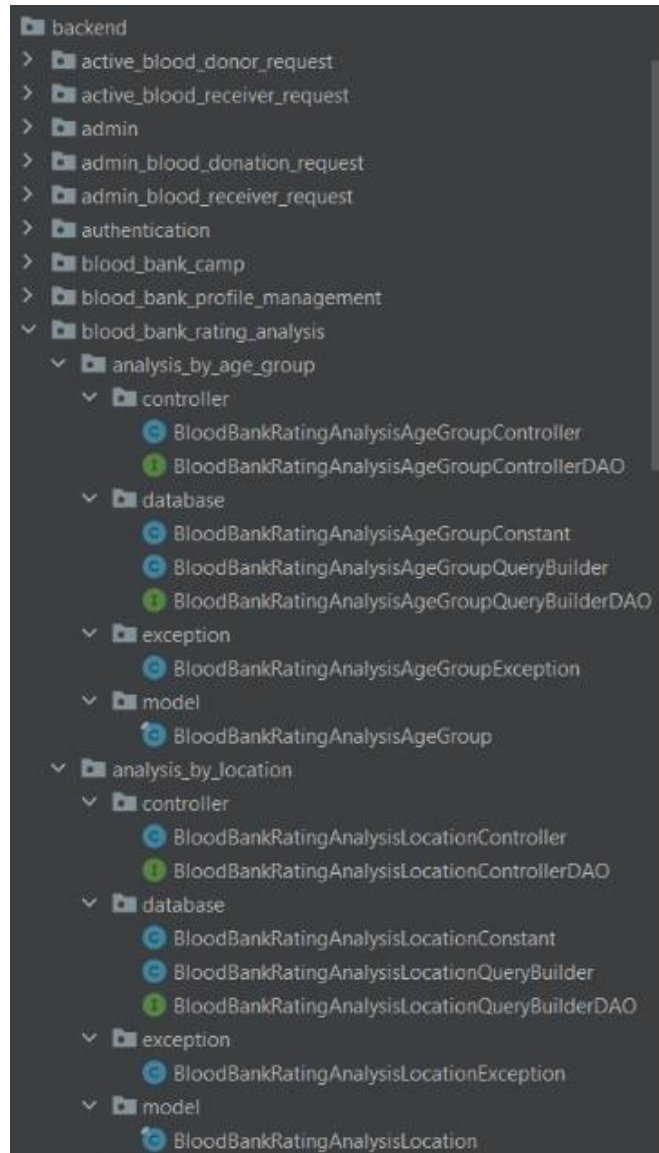 backend
active_blood_donor_request
active_blood_receiver_request
admin
admin_blood_donation_request
admin_blood_receiver_request
authentication
blood_bank_camp
blood_bank_profile_management
blood_bank_rating_analysis
analysis_by_age_group
controller
BloodBankRatingAnalysisAgeGroupController
BloodBankRatingAnalysisAgeGroupControllerDAO
database
BloodBankRatingAnalysisAgeGroupConstant
BloodBankRatingAnalysisAgeGroupQueryBuilder
BloodBankRatingAnalysisAgeGroupQueryBuilderDAO
exception
BloodBankRatingAnalysisAgeGroupException
model
BloodBankRatingAnalysisAgeGroup
analysis_by_location
controller
BloodBankRatingAnalysisLocationController
BloodBankRatingAnalysisLocationControllerDAO
database
BloodBankRatingAnalysisLocationConstant
BloodBankRatingAnalysisLocationQueryBuilder
BloodBankRatingAnalysisLocationQueryBuilderDAO
exception
BloodBankRatingAnalysisLocationException
model
BloodBankRatingAnalysisLocation